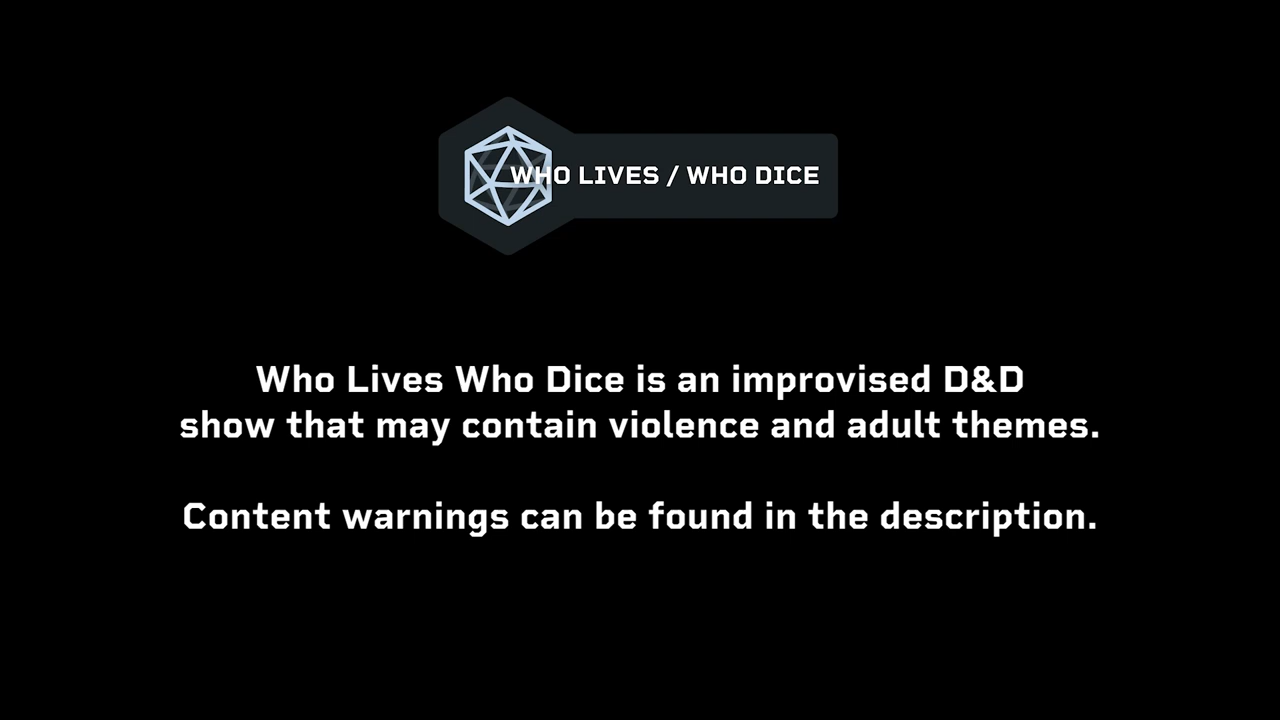 WHO LIVES / WHO DICE
Who Lives Who Dice is an improvised D&D
show that may contain violence and adult themes.
Content warnings can be found in the description.